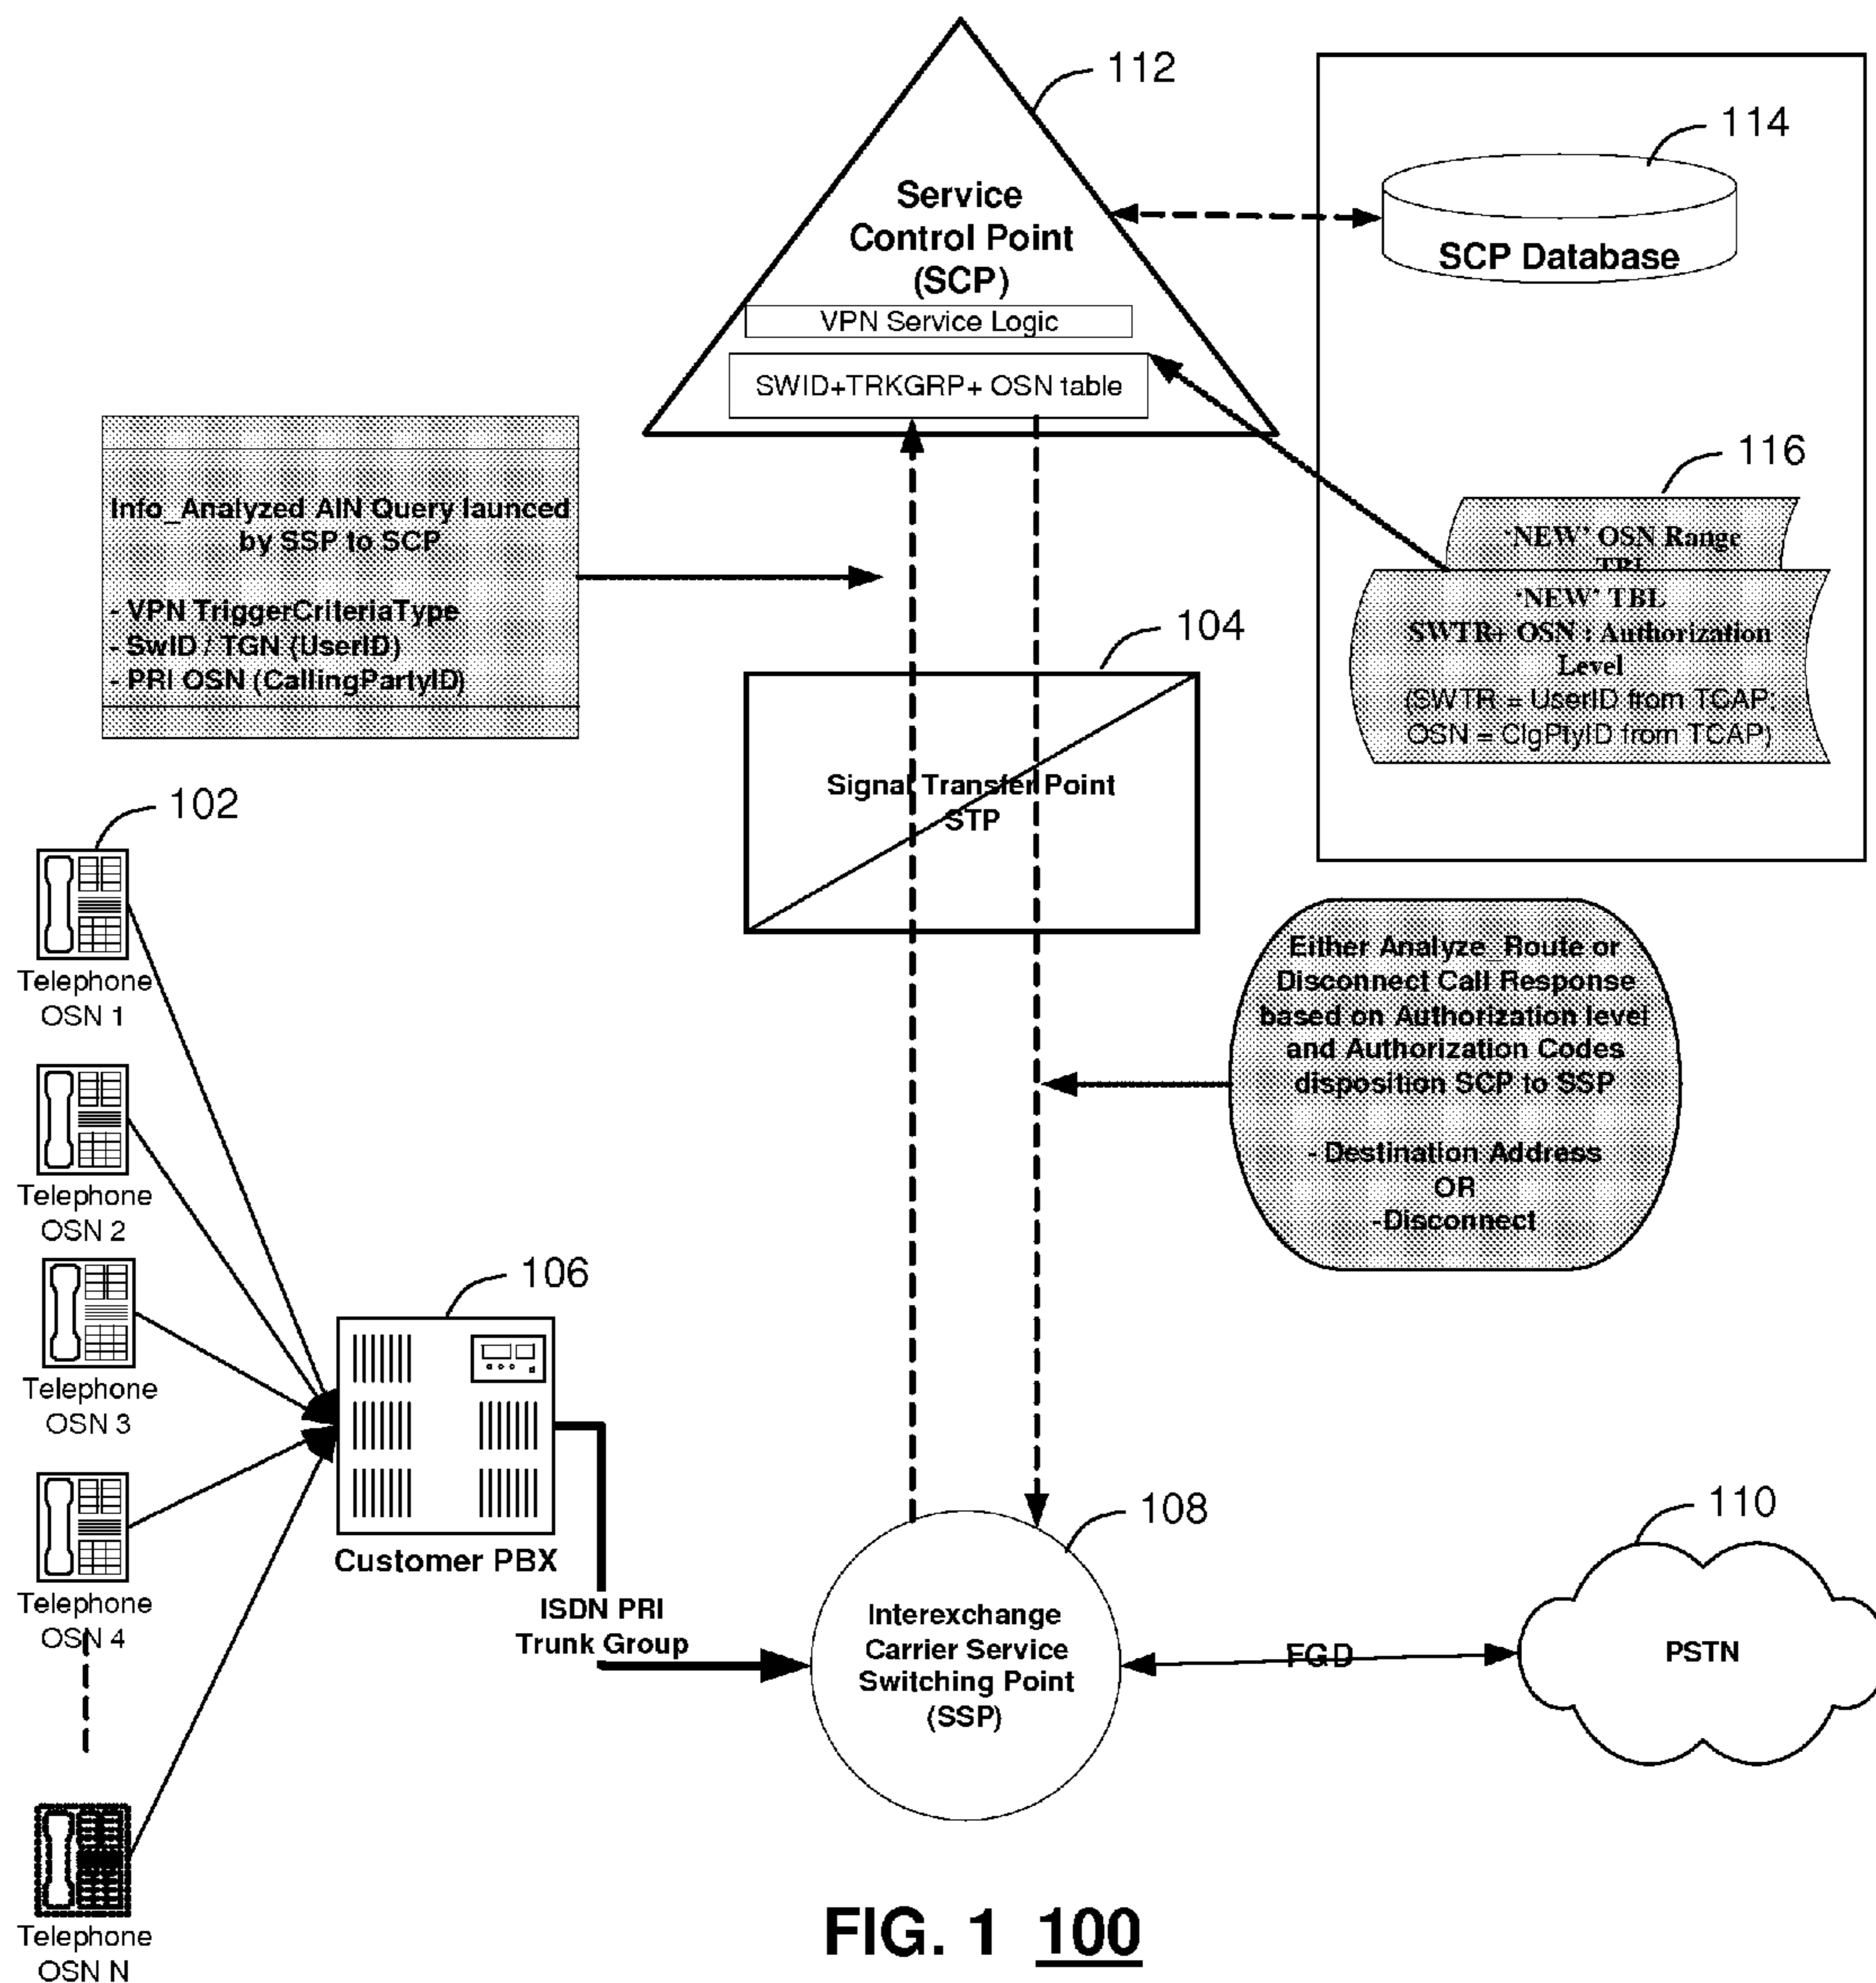 112
114
Service
Control Point
(SCP)
VPN Service Logic
SWID+TRKGRP+ OSN table
SCP Database
116
'NEW' OSN Range
TBL
'NEW' TBL
SWTR+ OSN : Authorization
Level
(SWTR = UserID from TCAP;
OSN = ClgPtyID from TCAP)
Info_Analyzed AIN Query launced
by SSP to SCP
- VPN TriggerCriteriaType
- SwID / TGN (UserID)
- PRI OSN (CallingPartyID)
104
Signal Transfer Point
STP
102
Telephone
OSN 1
Telephone
OSN 2
Telephone
OSN 3
Telephone
OSN 4
Telephone
OSN N
Either Analyze_Route or
Disconnect Call Response
based on Authorization level
and Authorization Codes
disposition SCP to SSP
- Destination Address
OR
-Disconnect
106
Customer PBX
ISDN PRI
Trunk Group
108
Interexchange
Carrier Service
Switching Point
(SSP)
FGD
110
PSTN
FIG. 1 100